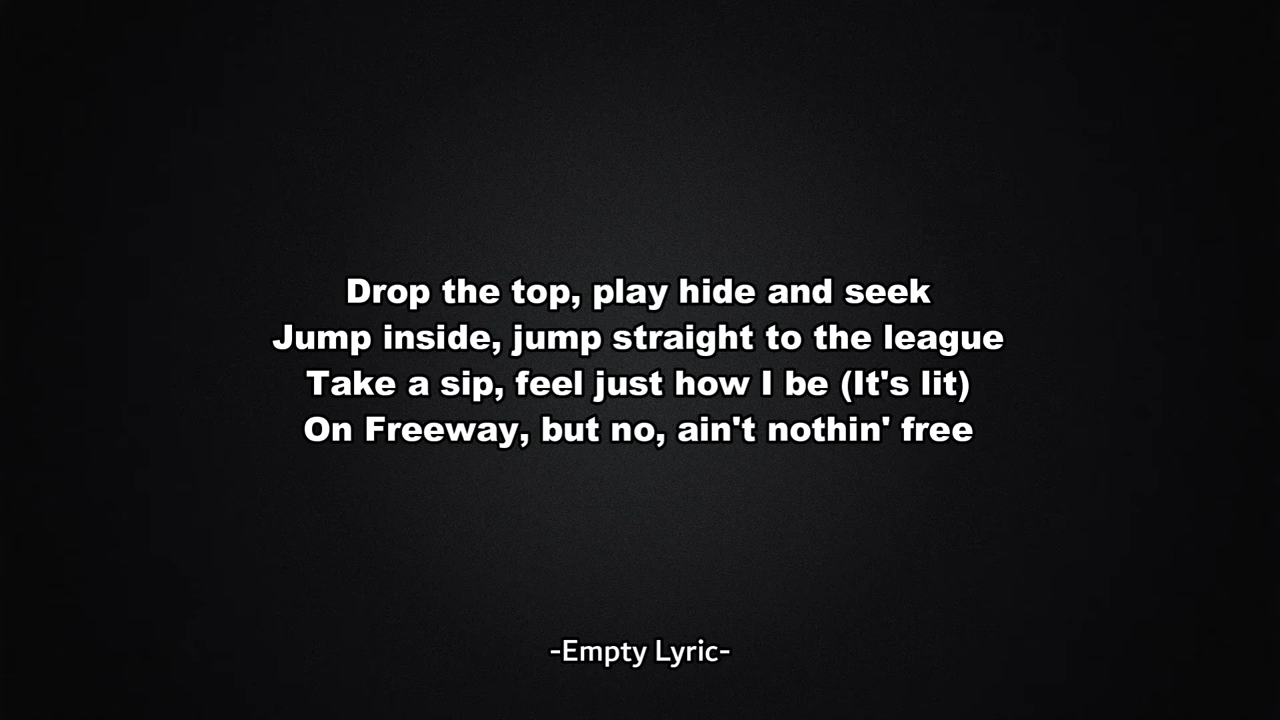 Drop the top, play hide and seek
Jump inside, jump straight to the league
Take a sip, feel just how I be (It's lit)
On Freeway, but no, ain't nothin' free
-Empty Lyric-